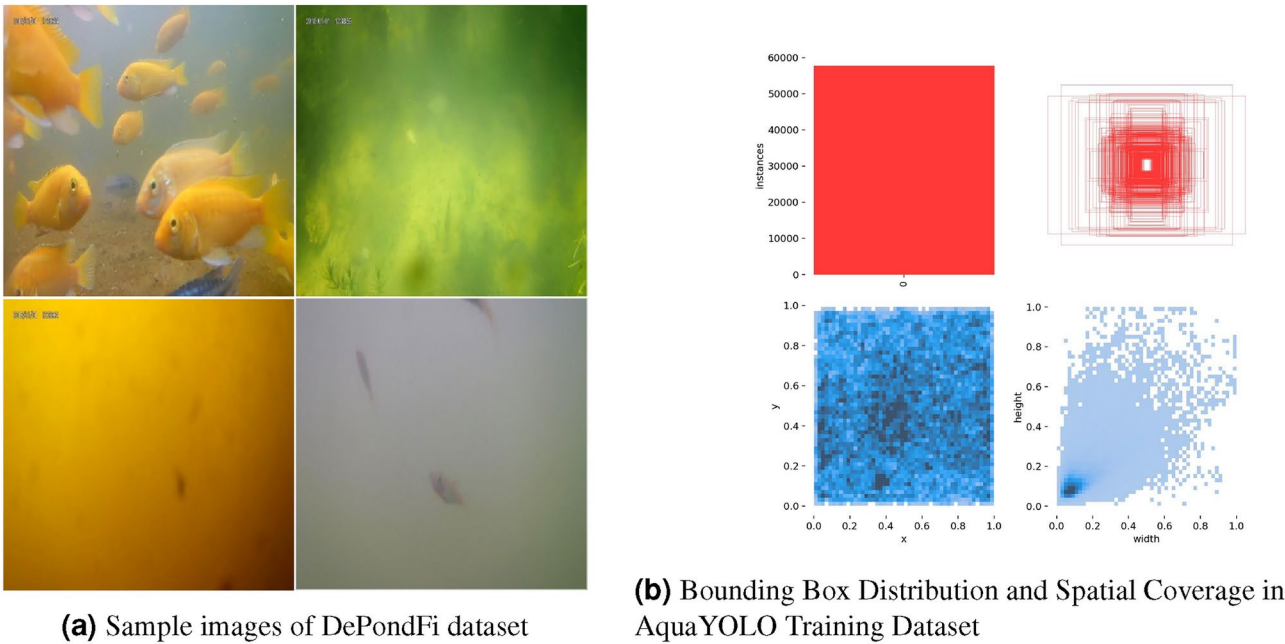 60000
50000
40000
30000
20000
10000
0
instances
0
1.0
0.8
0.6
0.4
0.2
0.0
y
0.0 0.2 0.4 0.6 0.8 1.0
x
1.0
0.8
0.6
0.4
0.2
0.0
height
0.0 0.2 0.4 0.6 0.8 1.0
width
(a) Sample images of DePondFi dataset
(b) Bounding Box Distribution and Spatial Coverage in
AquaYOLO Training Dataset